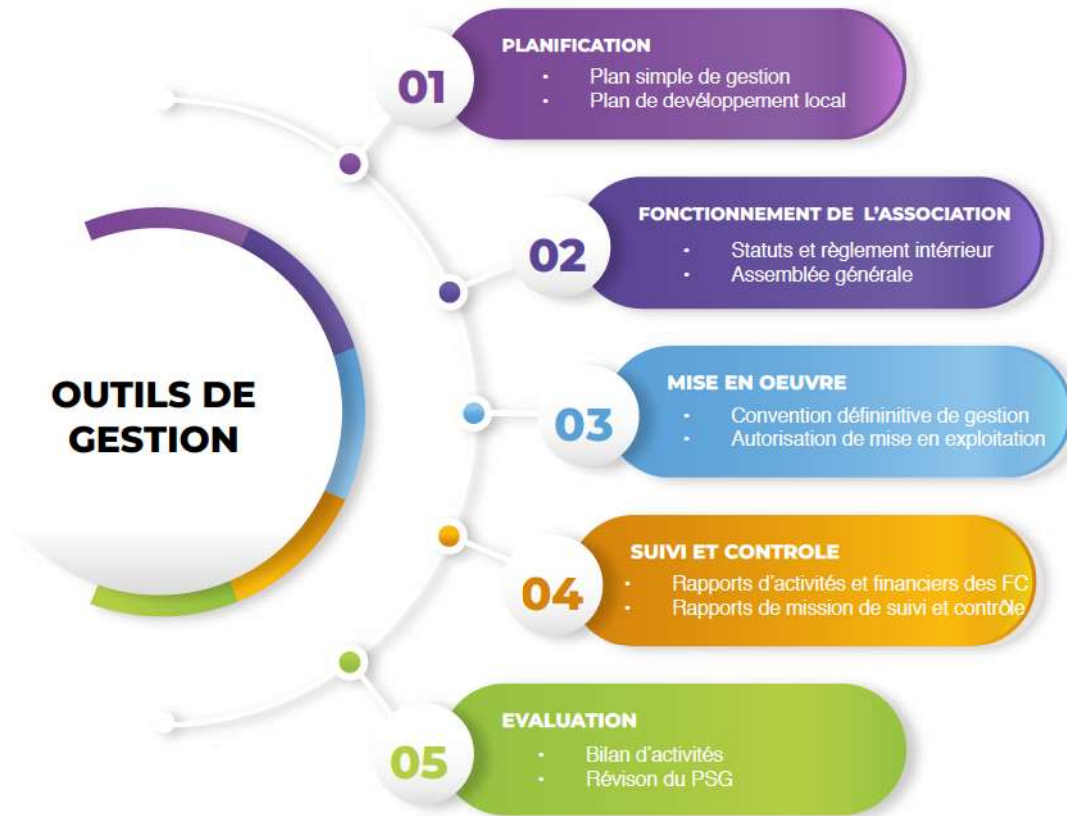 OUTILS DE
GESTION
01
PLANIFICATION
• Plan simple de gestion
• Plan de devéloppement local
02
FONCTIONNEMENT DE L’ASSOCIATION
• Statuts et règlement intérrieur
• Assemblée générale
03
MISE EN OEUVRE
• Convention défininitive de gestion
• Autorisation de mise en exploitation
04
SUIVI ET CONTROLE
• Rapports d’activités et financiers des FC
• Rapports de mission de suivi et contrôle
05
EVALUATION
• Bilan d’activités
• Révison du PSG